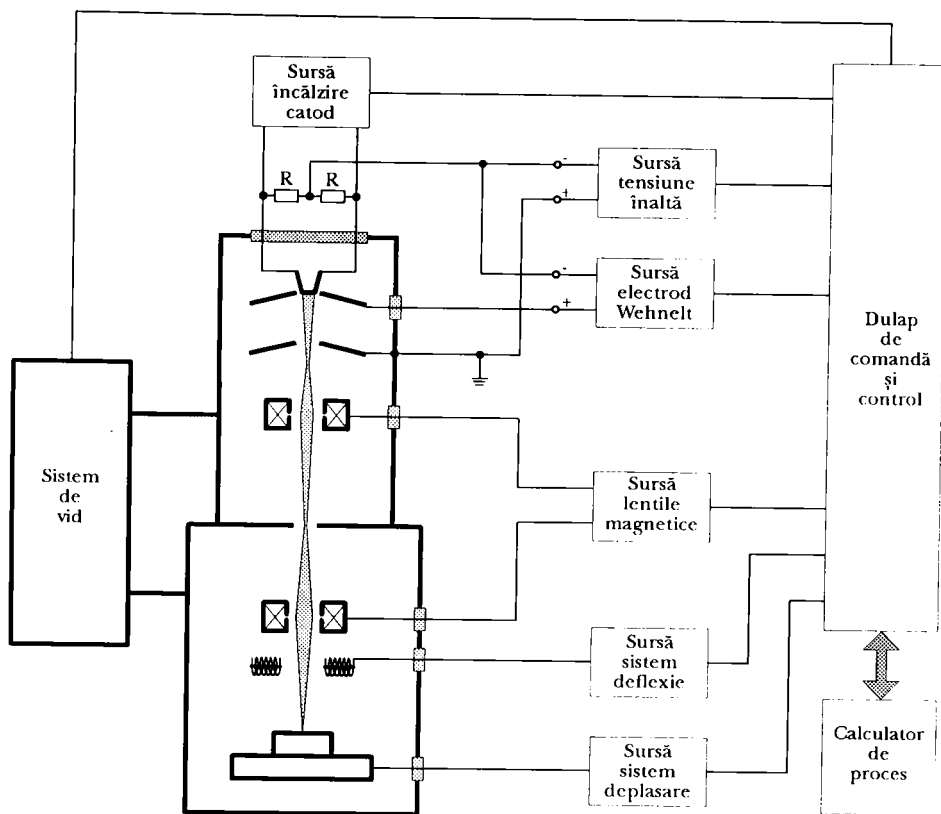 Sursă
încălzire
catod
R
R
-
+
Sursă
tensiune
înaltă
-
+
Sursă
electrod
Wehnelt
Dulap
de
comandă
și
control
Sistem
de
vid
Sursă
lentile
magnetice
Sursă
sistem
deflexie
Sursă
sistem
deplasare
Calculator
de
proces